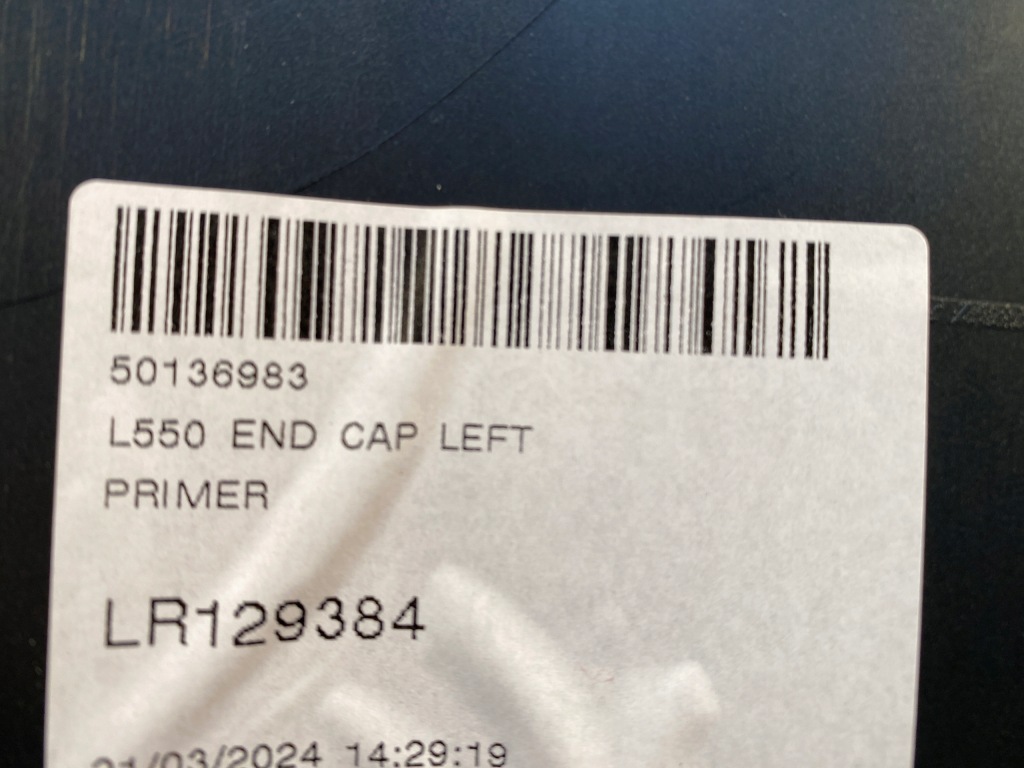 50136983
L550 END CAP LEFT
PRIMER
LR129384
14:29:19